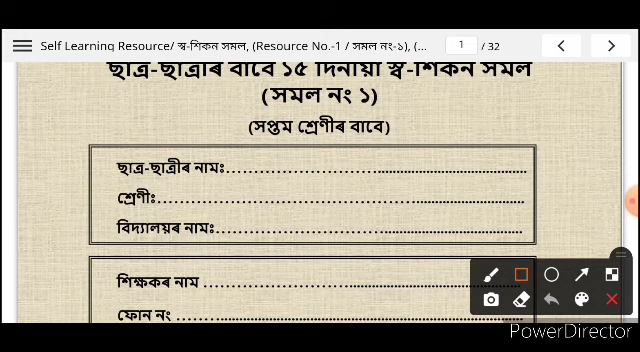 Self Learning Resource/ স্ব-শিকন সমল, (Resource No.-1 / সমল নং-১), (... 1 / 32
ছাত্ৰ-ছাত্ৰীৰ বাবে ১৫ দিনীয়া স্ব-শিকন সমল
(সমল নং ১)
(সপ্তম শ্ৰেণীৰ বাবে)
ছাত্ৰ-ছাত্ৰীৰ নামঃ................................................................
শ্ৰেণীঃ................................................................
বিদ্যালয়ৰ নামঃ................................................................
শিক্ষকৰ নাম ................................................................
ফোন নং ................................................................
PowerDirector